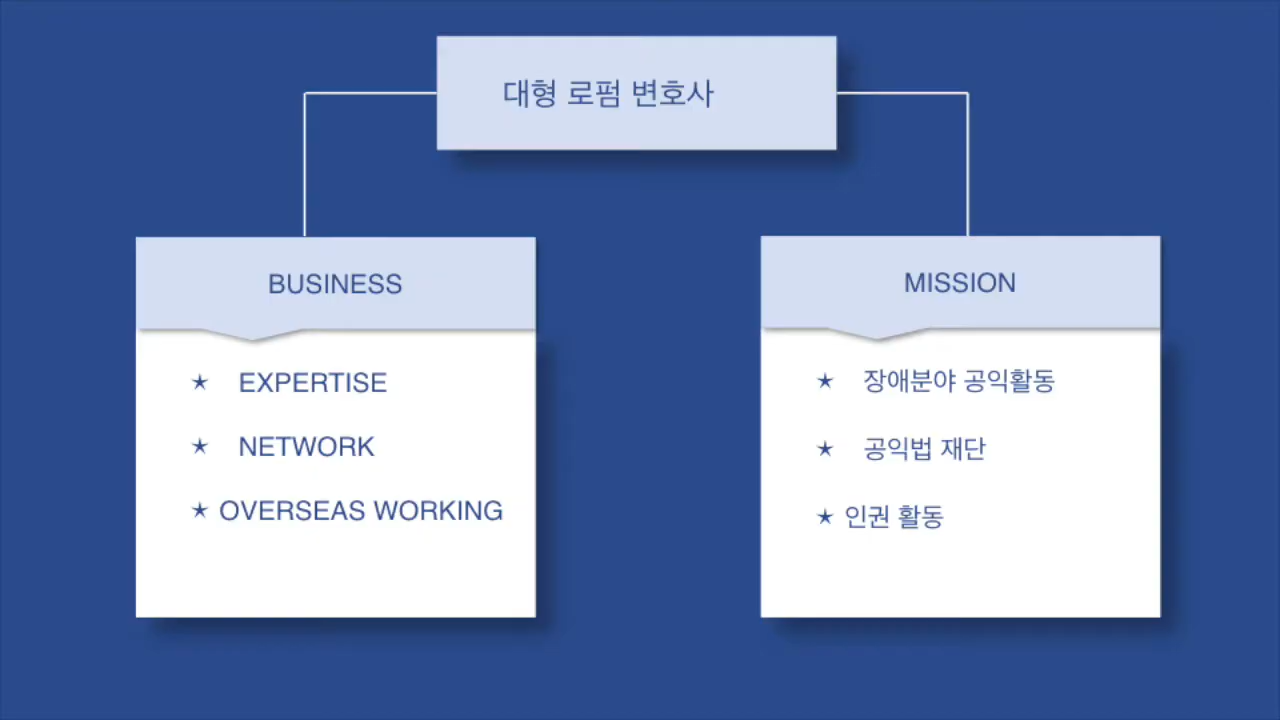 대형 로펌 변호사
BUSINESS
★ EXPERTISE
★ NETWORK
★ OVERSEAS WORKING
MISSION
★ 장애분야 공익활동
★ 공익법 재단
★ 인권 활동